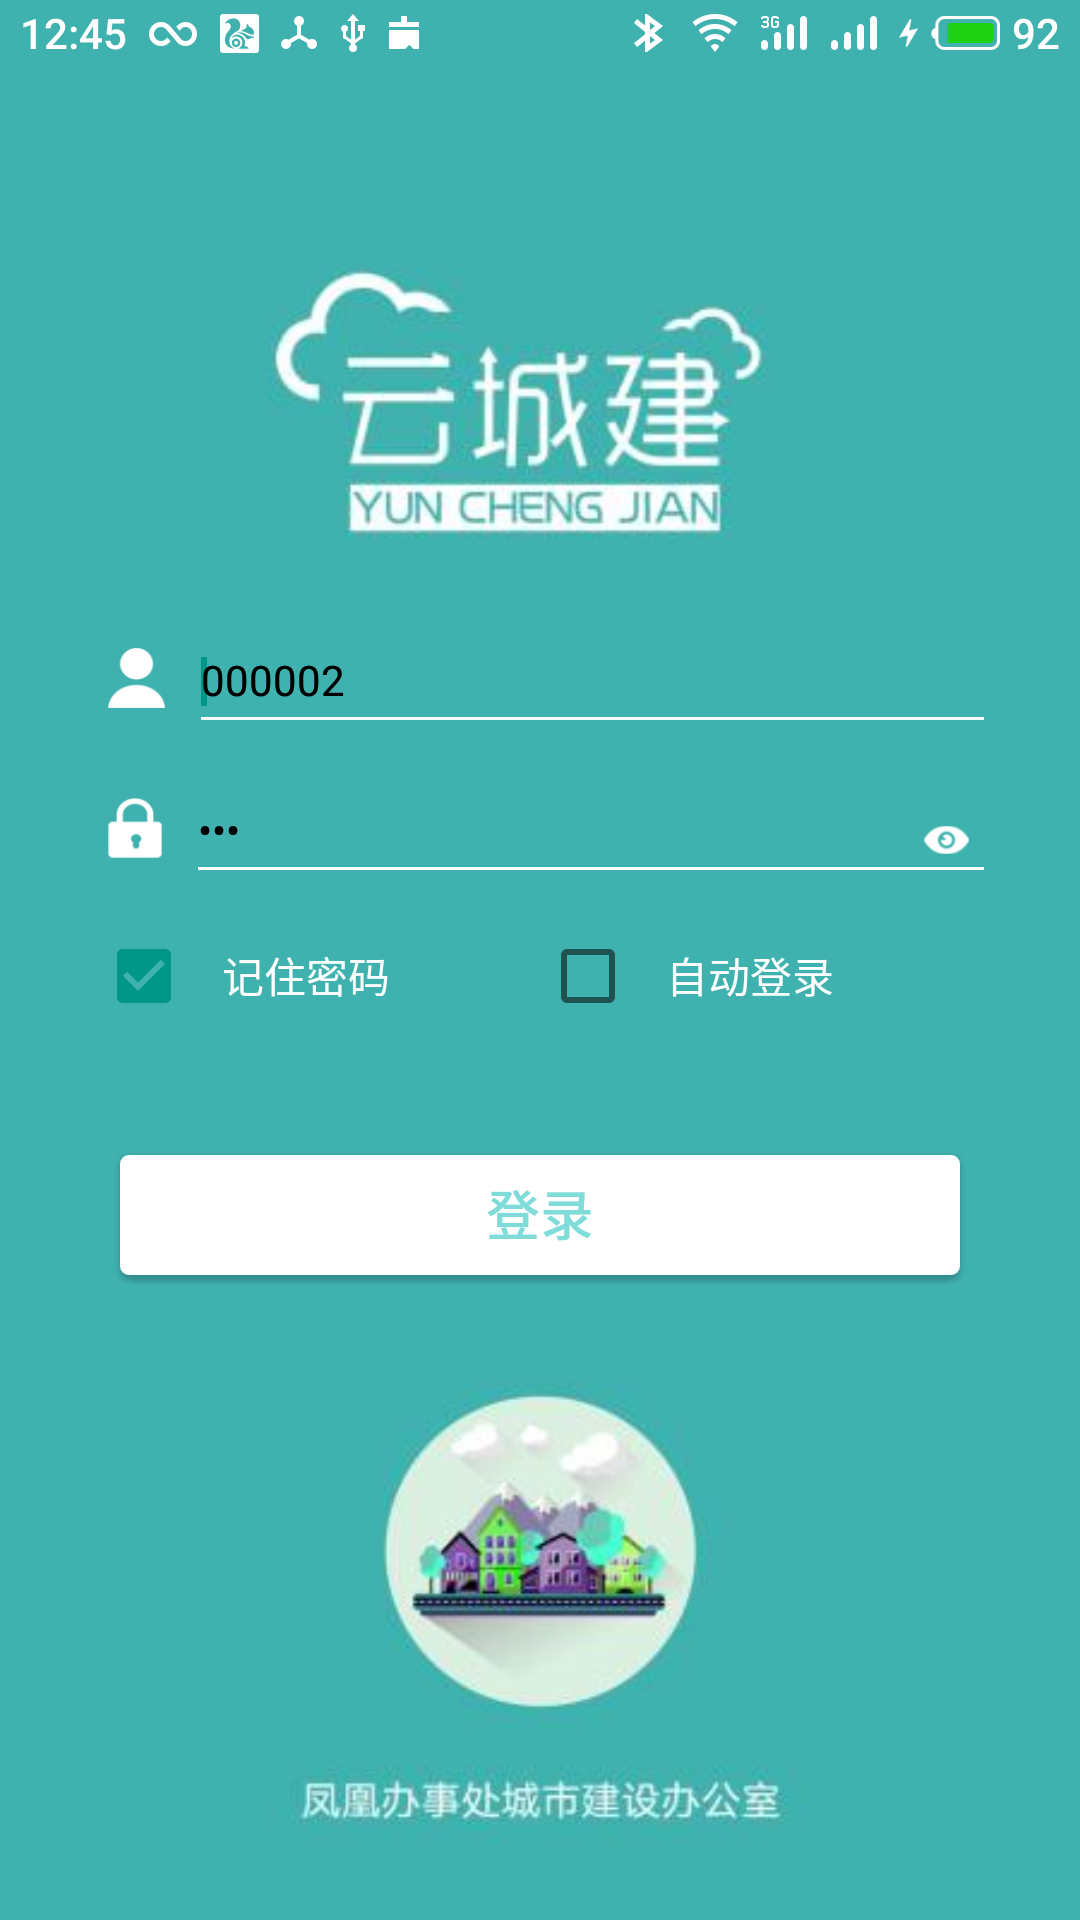 12:45
3G
92
云城建
YUN CHENG JIAN
000002
•••
记住密码
自动登录
登录
凤凰办事处城市建设办公室